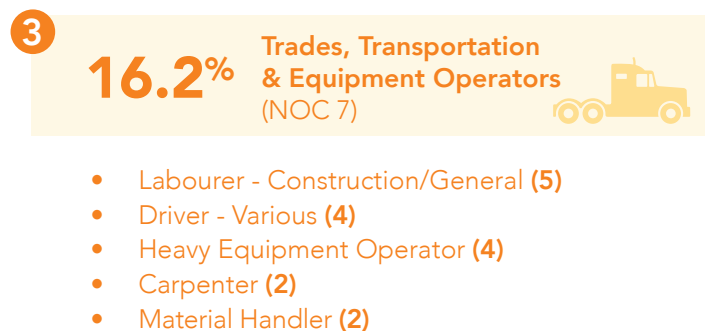 3
16.2%
Trades, Transportation
& Equipment Operators
(NOC 7)
• Labourer - Construction/General (5)
• Driver - Various (4)
• Heavy Equipment Operator (4)
• Carpenter (2)
• Material Handler (2)